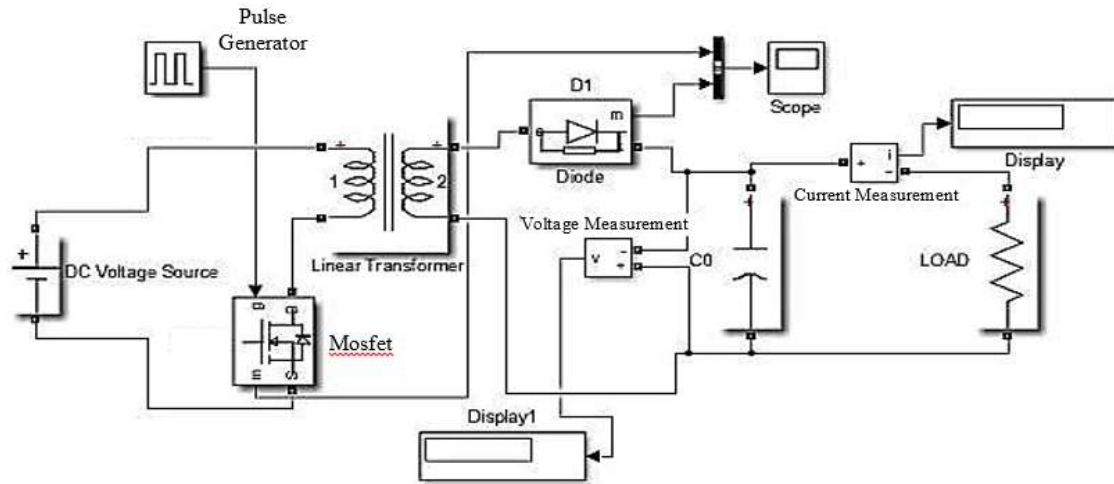 Pulse
Generator
D1
m
Scope
Diode
1
2
+
+
i
-
Display
Current Measurement
Voltage Measurement
v
-
+
C0
LOAD
+
DC Voltage Source
Linear Transformer
g
m
S
Mosfet
Display1